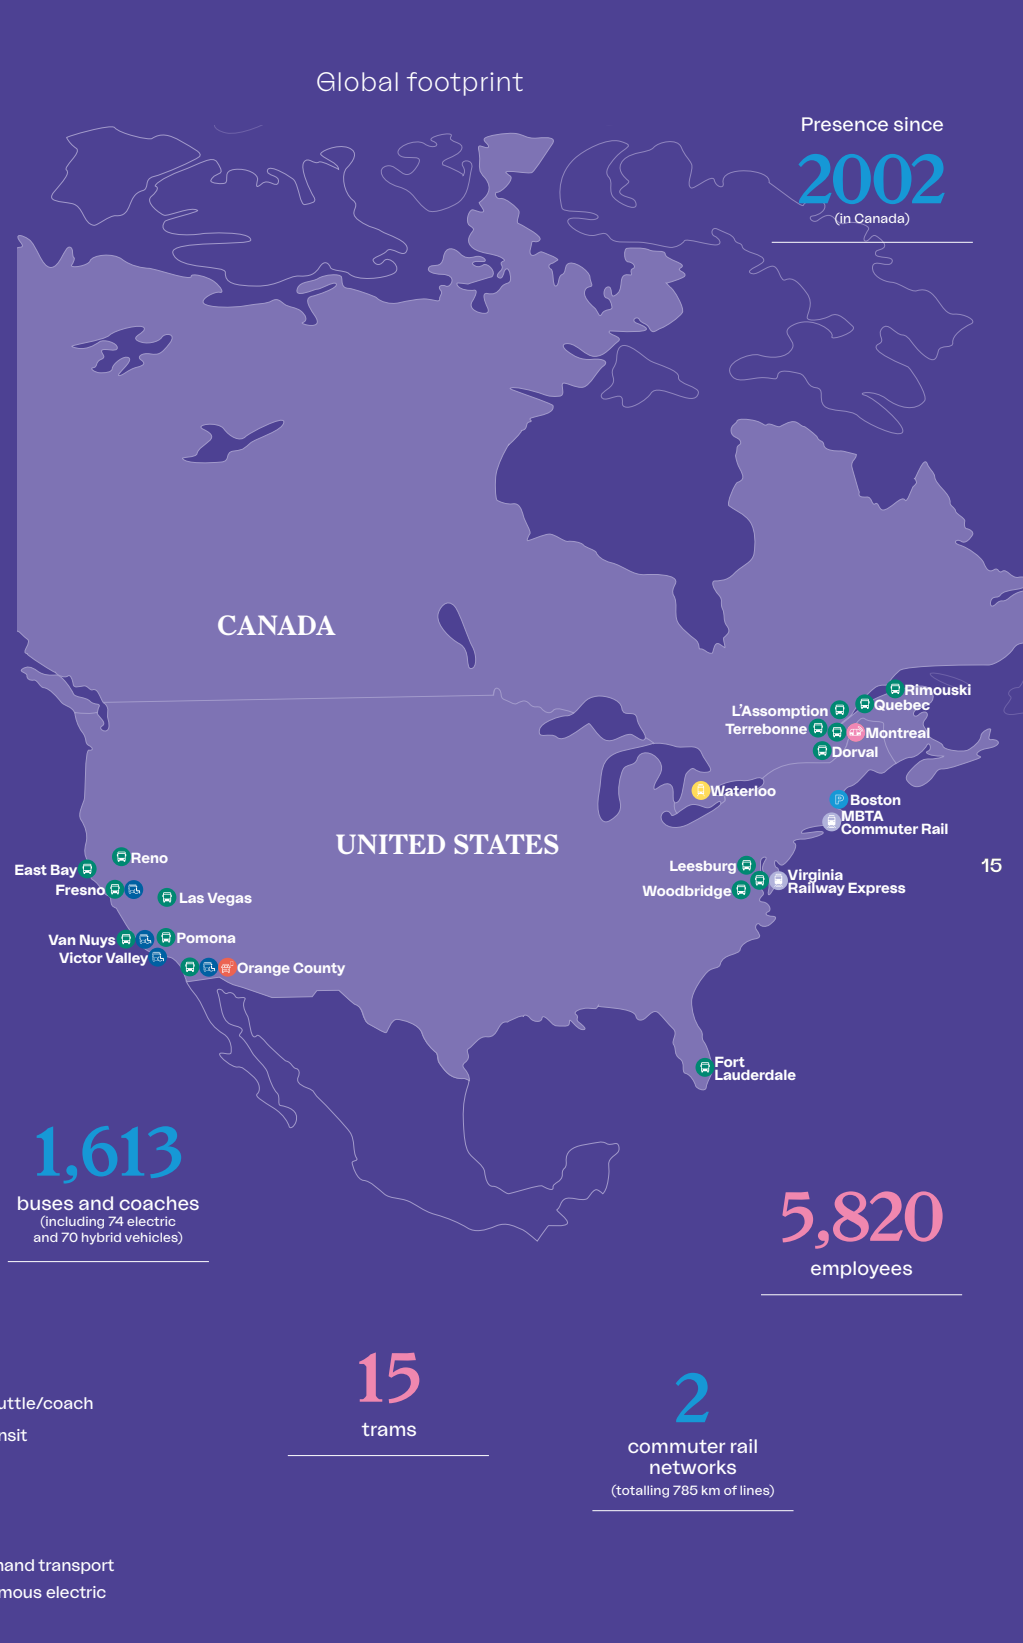 Global footprint
Presence since
2002
(in Canada)
CANADA
Rimouski
Quebec
L’Assomption
Terrebonne
Montreal
Dorval
Waterloo
Boston
MBTA
Commuter Rail
UNITED STATES
Reno
East Bay
Fresno
Las Vegas
Leesburg
Woodbridge
Virginia
Railway Express
15
Van Nuys
Pomona
Victor Valley
Orange County
Fort
Lauderdale
1,613
buses and coaches
(including 74 electric
and 70 hybrid vehicles)
5,820
employees
15
trams
2
commuter rail
networks
(totalling 785 km of lines)
uttle/coach
nsit
nand transport
mous electric